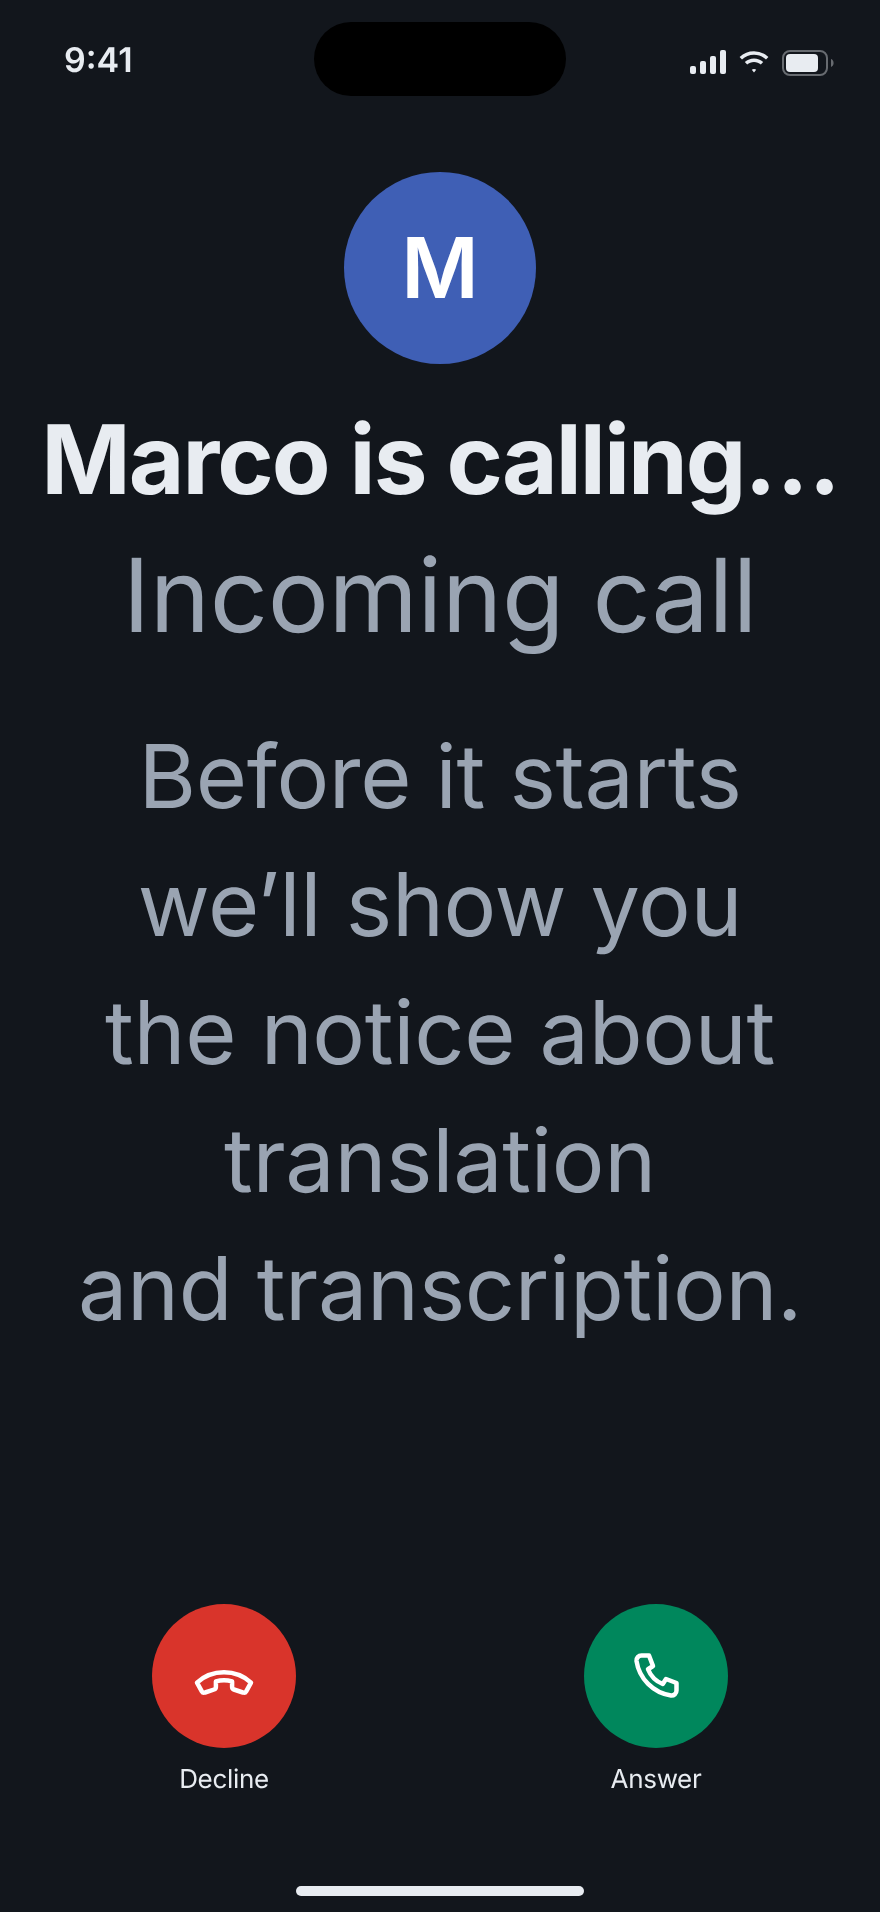 9:41
M
Marco is calling…
Incoming call
Before it starts
we’ll show you
the notice about
translation
and transcription.
Decline
Answer